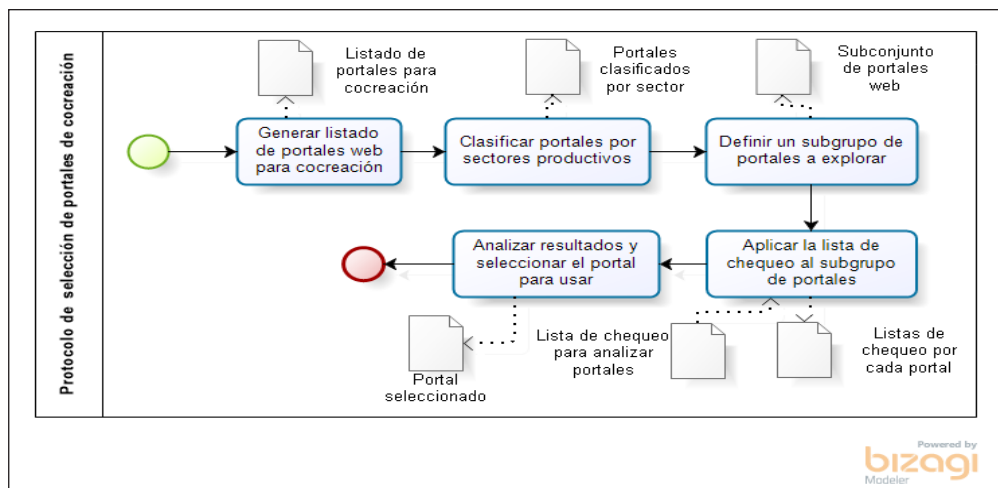 Protocolo de selección de portales de cocreación
Listado de
portales para
cocreación
Portales
clasificados
por sector
Subconjunto
de portales
web
Generar listado
de portales web
para cocreación
Clasificar portales por
sectores productivos
Definir un subgrupo de
portales a explorar
Analizar resultados y
seleccionar el portal
para usar
Aplicar la lista de
chequeo al subgrupo
de portales
Portal
seleccionado
Lista de chequeo
para analizar
portales
Listas de
chequeo por
cada portal
Powered by
bizagi
Modeler